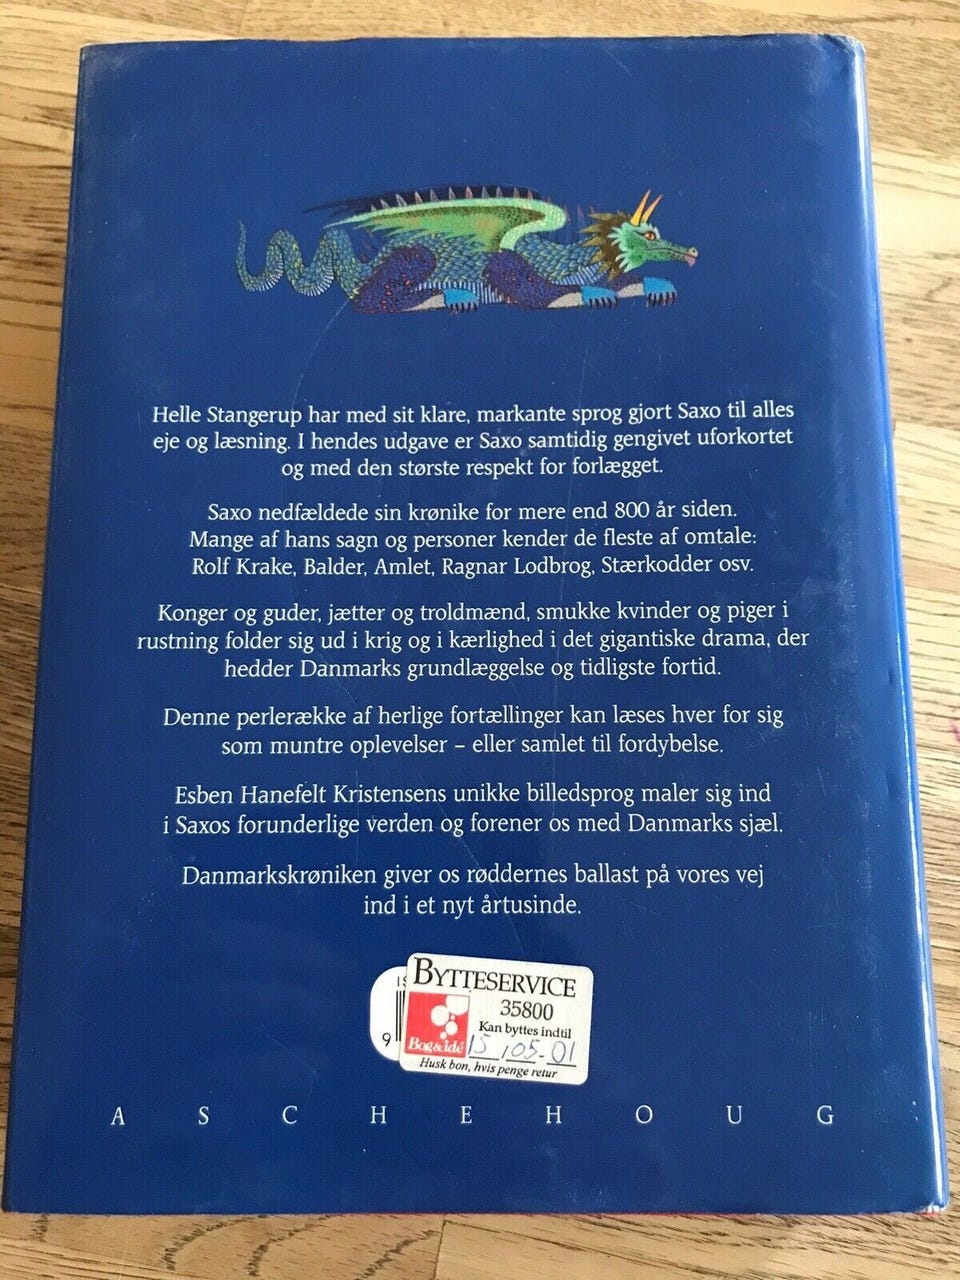 Helle Stangerup har med sit klare, markante sprog gjort Saxo til alles
eje og læsning. I hendes udgave er Saxo samtidig gengivet uforkortet
og med den største respekt for forlægget.
Saxo nedfældede sin krønike for mere end 800 år siden.
Mange af hans sagn og personer kender de fleste af omtale:
Rolf Krake, Balder, Amlet, Ragnar Lodbrog, Stærkodder osv.
Konger og guder, jætter og troldmænd, smukke kvinder og piger i
rustning folder sig ud i krig og i kærlighed i det gigantiske drama, der
hedder Danmarks grundlæggelse og tidligste fortid.
Denne perlerække af herlige fortællinger kan læses hver for sig
som muntre oplevelser – eller samlet til fordybelse.
Esben Hanefelt Kristensens unikke billedsprog maler sig ind
i Saxos forunderlige verden og forener os med Danmarks sjæl.
Danmarkskrøniken giver os røddernes ballast på vores vej
ind i et nyt årtusinde.
IS
9
BYTTESERVICE
35800
Kan byttes indtil
Bog & idé
15/05-01
Husk bon, hvis penge retur
ASCHEHOUG